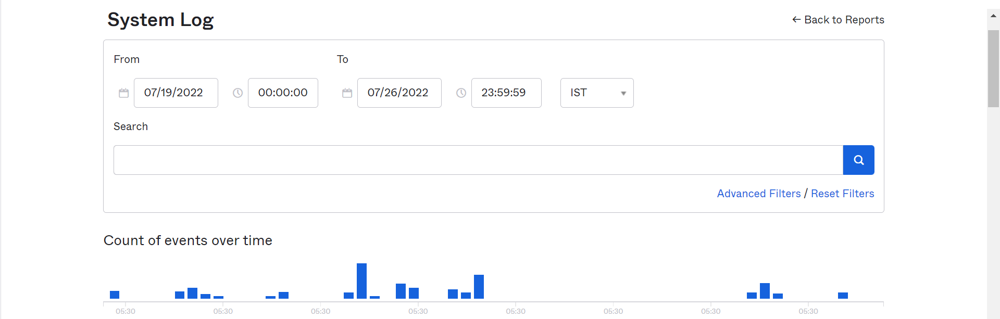 System Log
← Back to Reports
From To
07/19/2022 00:00:00 07/26/2022 23:59:59 IST
Search
Advanced Filters / Reset Filters
Count of events over time
05:30 05:30 05:30 05:30 05:30 05:30 05:30 05:30